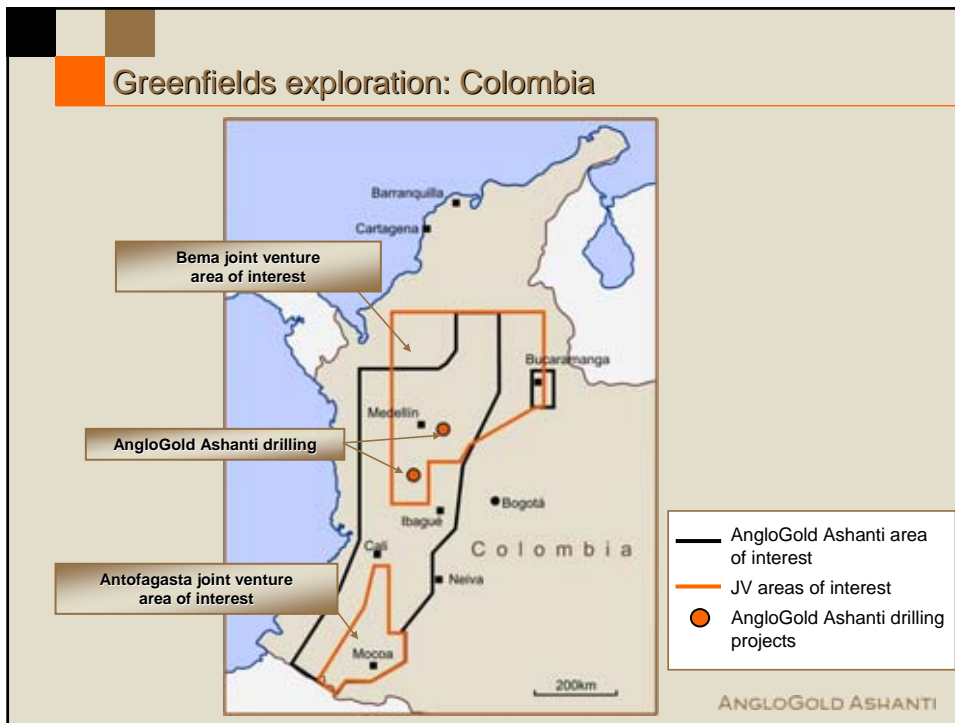 Greenfields exploration: Colombia
Barranquilla
Cartagena
Bema joint venture
area of interest
Bucaramanga
Medellín
AngloGold Ashanti drilling
Bogotá
Ibagué
Colombia
Cali
Antofagasta joint venture
area of interest
Neiva
Mocoa
200km
AngloGold Ashanti area
of interest
JV areas of interest
AngloGold Ashanti drilling
projects
ANGLOGOLD ASHANTI